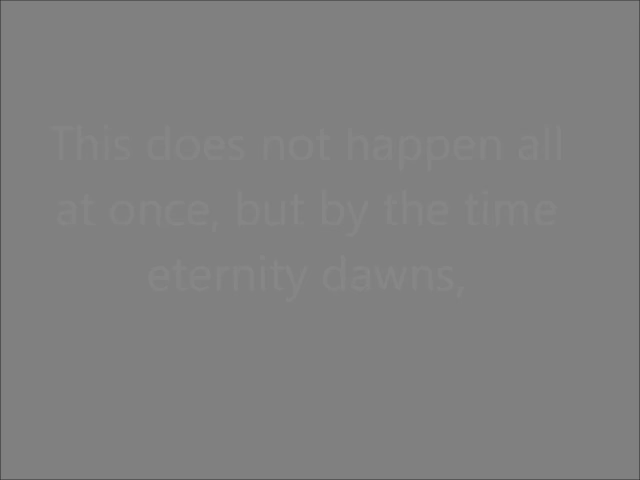 This does not happen all
at once, but by the time
eternity dawns,